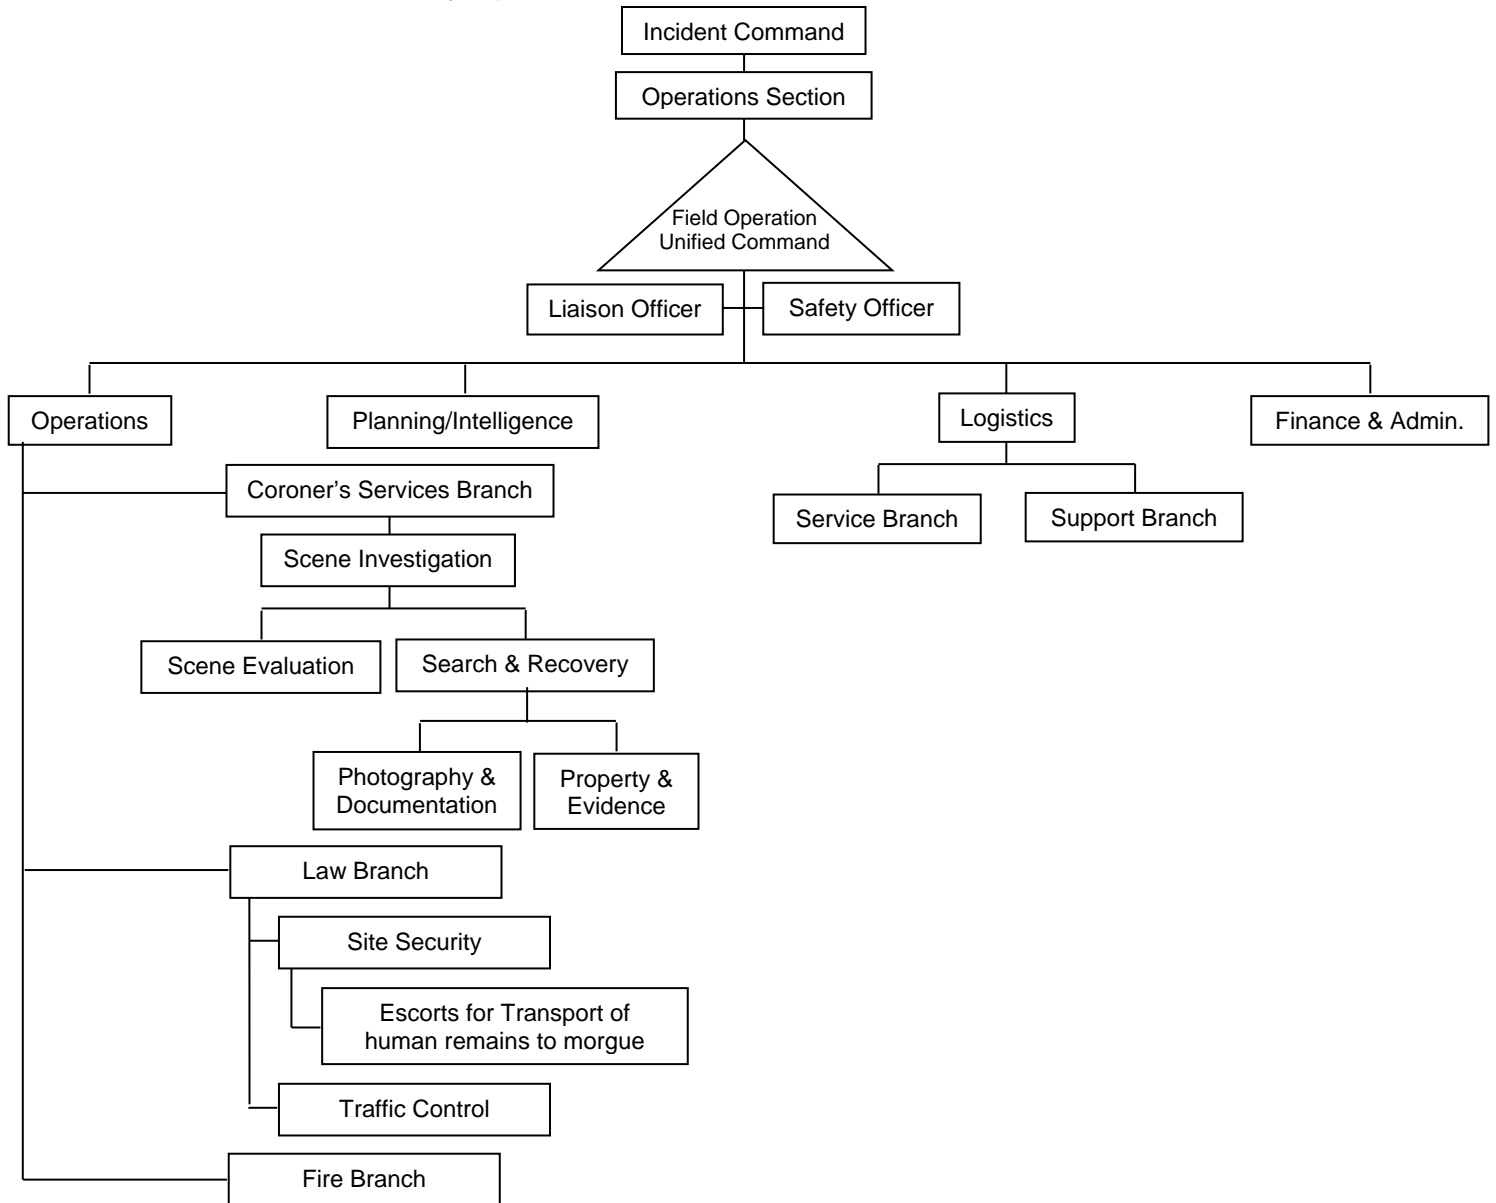 Incident Command
Operations Section
Field Operation
Unified Command
Liaison Officer
Safety Officer
Operations
Planning/Intelligence
Logistics
Finance & Admin.
Coroner’s Services Branch
Service Branch
Support Branch
Scene Investigation
Scene Evaluation
Search & Recovery
Photography &
Documentation
Property &
Evidence
Law Branch
Site Security
Escorts for Transport of
human remains to morgue
Traffic Control
Fire Branch